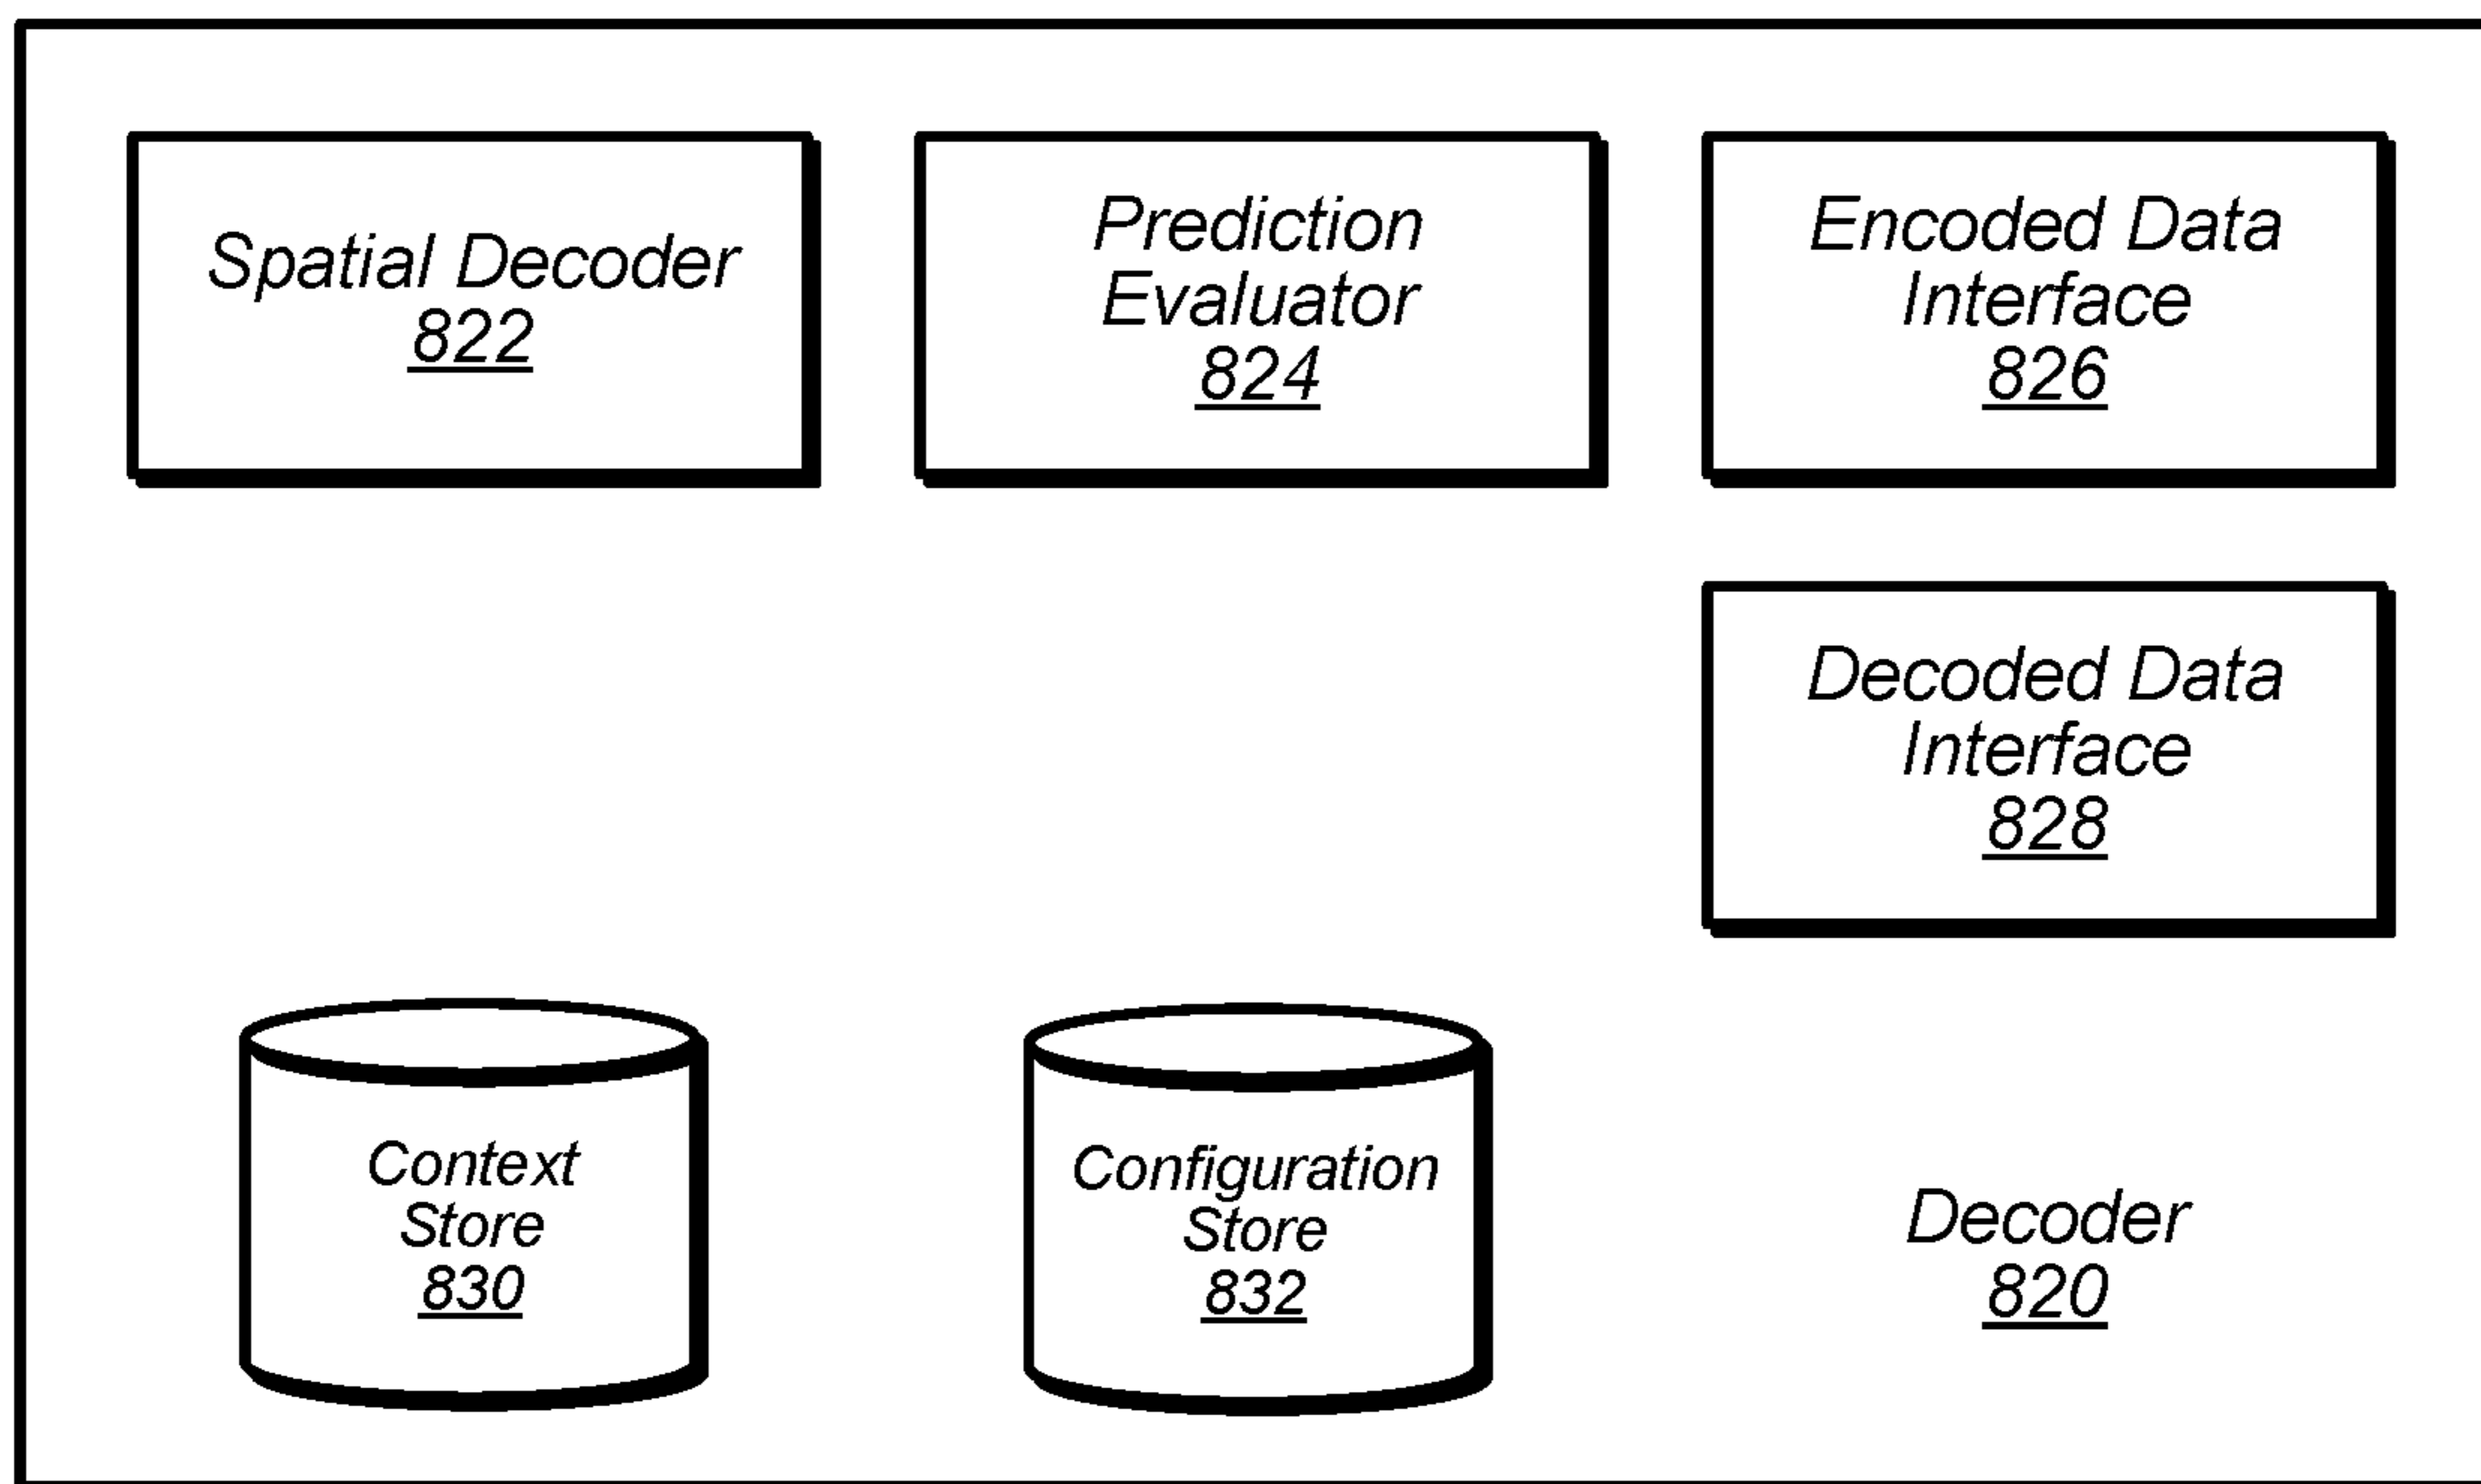 Spatial Decoder
822
Prediction
Evaluator
824
Encoded Data
Interface
826
Decoded Data
Interface
828
Context
Store
830
Configuration
Store
832
Decoder
820